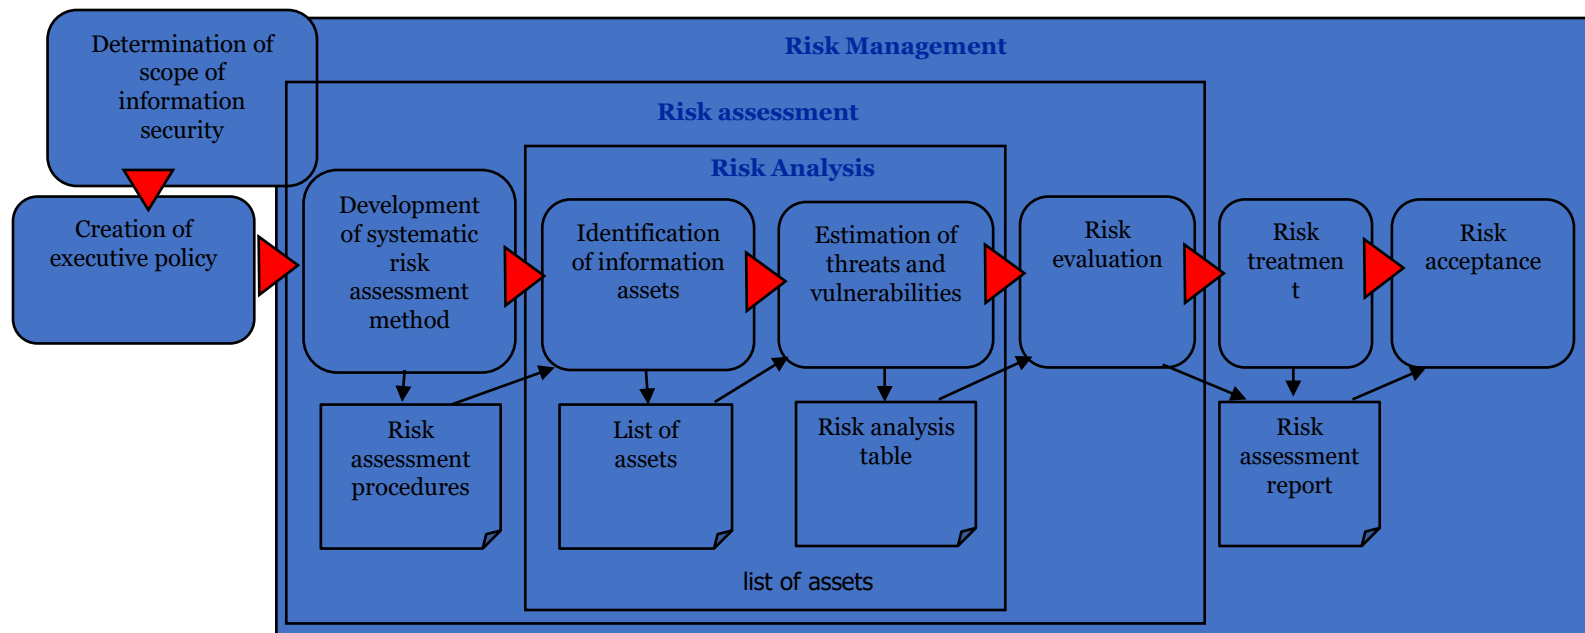 Determination of
scope of
information
security
Risk Management
Risk assessment
Risk Analysis
Creation of
executive policy
Development
of systematic
risk
assessment
method
Identification
of information
assets
Estimation of
threats and
vulnerabilities
Risk
evaluation
Risk
treatmen
t
Risk
acceptance
Risk
assessment
procedures
List of
assets
Risk analysis
table
Risk
assessment
report
list of assets